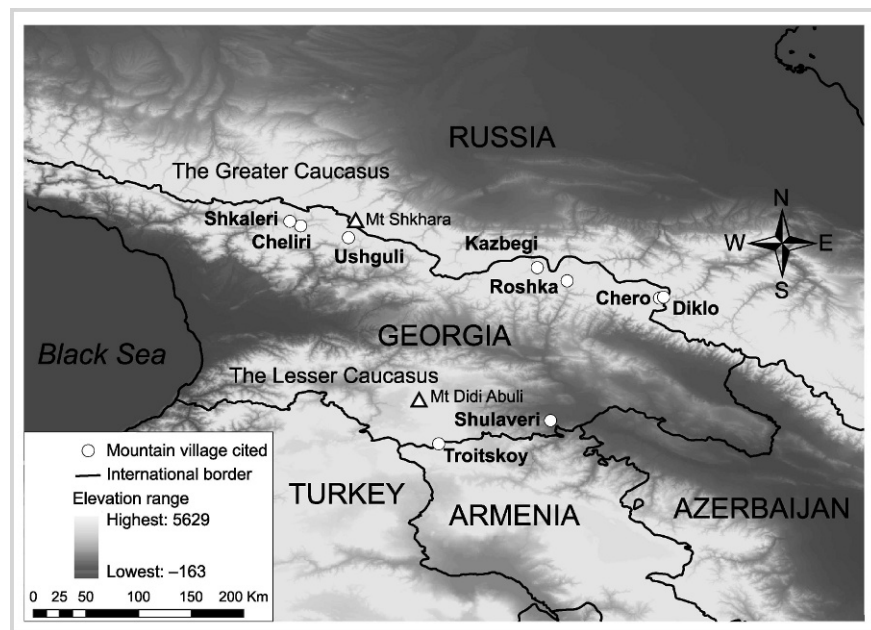 RUSSIA
The Greater Caucasus
Shkaleri
Mt Shkhara
Cheliri
Ushguli
Kazbegi
Roshka
Chero
Diklo
N
W
E
S
GEORGIA
Black Sea
The Lesser Caucasus
Mt Didi Abuli
Shulaveri
Troitskoy
TURKEY
ARMENIA
AZERBAIJAN
Mountain village cited
International border
Elevation range
Highest: 5629
Lowest: –163
0 25 50 100 150 200 Km